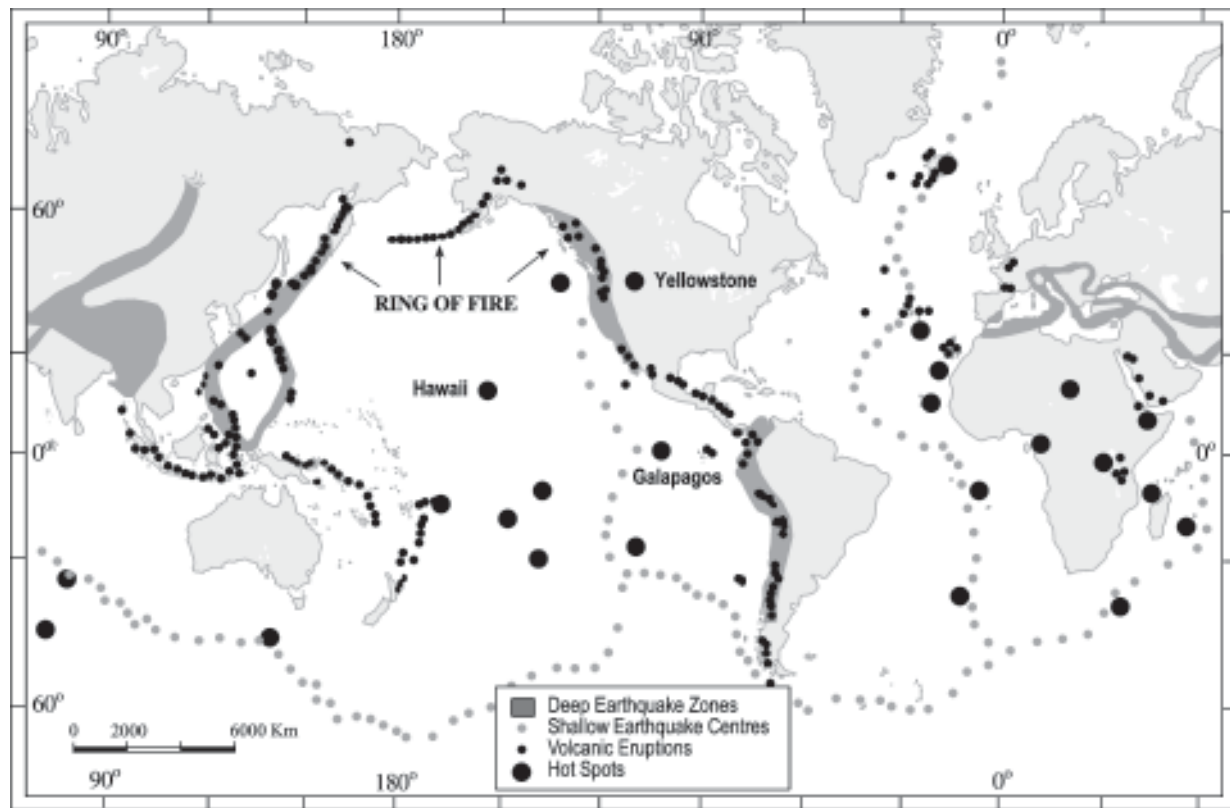 90° 180° 90° 0°
60°
Yellowstone
RING OF FIRE
Hawaii
0° 0°
Galapagos
60°
Deep Earthquake Zones
Shallow Earthquake Centres
Volcanic Eruptions
Hot Spots
0 2000 6000 Km
90° 180° 0°